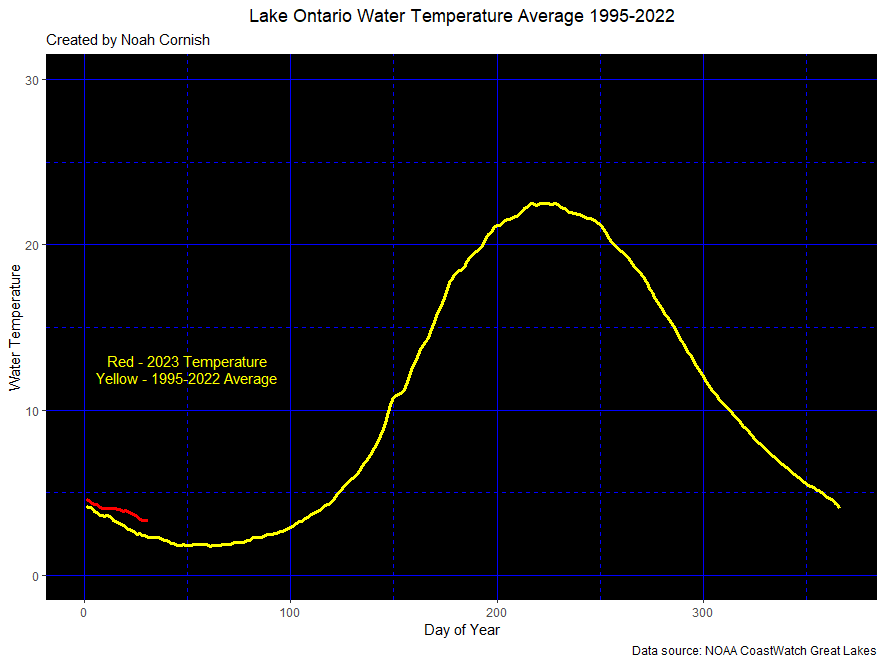 Lake Ontario Water Temperature Average 1995-2022
Created by Noah Cornish
30
20
10
0
Water Temperature
Red - 2023 Temperature
Yellow - 1995-2022 Average
0
100
200
300
Day of Year
Data source: NOAA CoastWatch Great Lakes